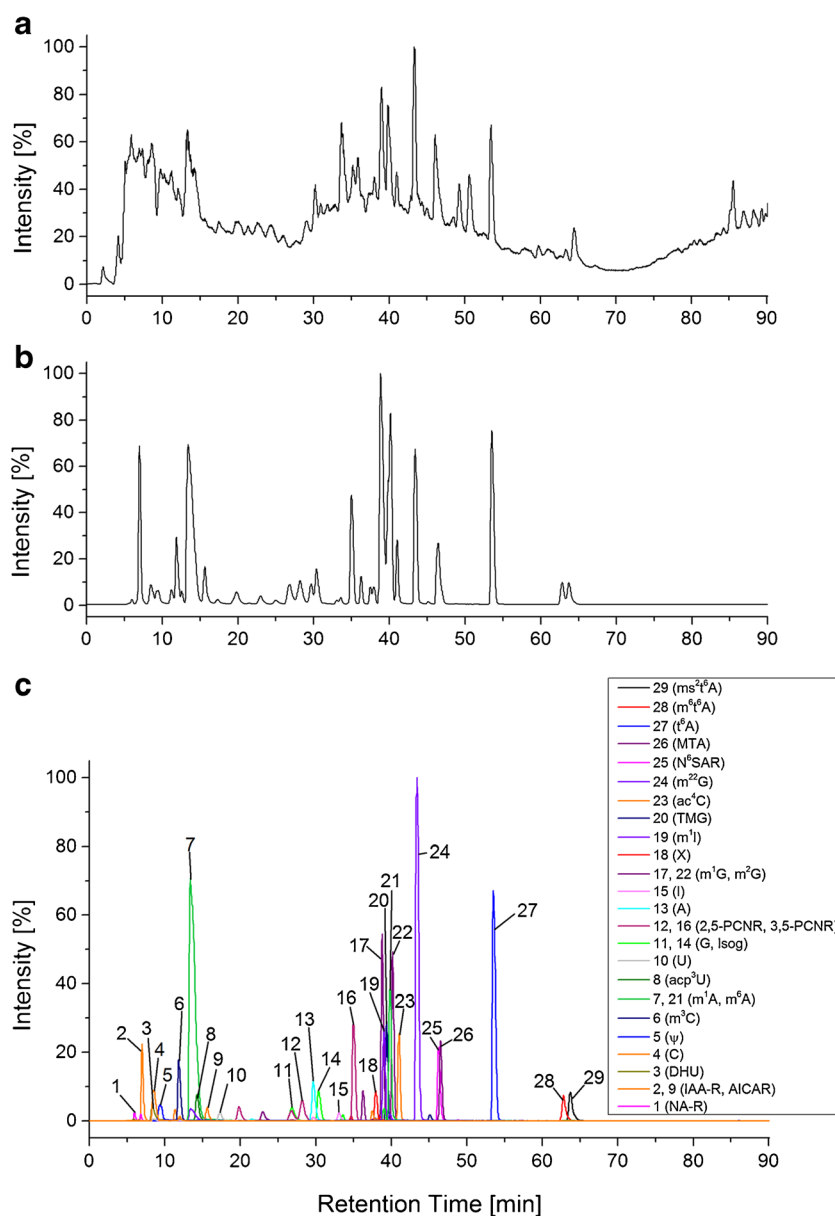 a
Intensity [%]
100
80
60
40
20
0
0 10 20 30 40 50 60 70 80 90
b
Intensity [%]
100
80
60
40
20
0
0 10 20 30 40 50 60 70 80 90
c
29 (ms²t⁶A)
28 (m⁶t⁶A)
27 (t⁶A)
26 (MTA)
25 (N⁶SAR)
24 (m²²G)
23 (ac⁴C)
20 (TMG)
19 (m¹I)
18 (X)
17, 22 (m¹G, m²G)
15 (I)
13 (A)
12, 16 (2,5-PCNR, 3,5-PCNR)
11, 14 (G, Isog)
10 (U)
8 (acp³U)
7, 21 (m¹A, m⁶A)
6 (m³C)
5 (ψ)
4 (C)
3 (DHU)
2, 9 (IAA-R, AICAR)
1 (NA-R)
Intensity [%]
100
80
60
40
20
0
1
2
3
4
5
6
7
8
9
10
11
12
13
14
15
16
17
18
19
20
21
22
23
24
25
26
27
28
29
0 10 20 30 40 50 60 70 80 90
Retention Time [min]